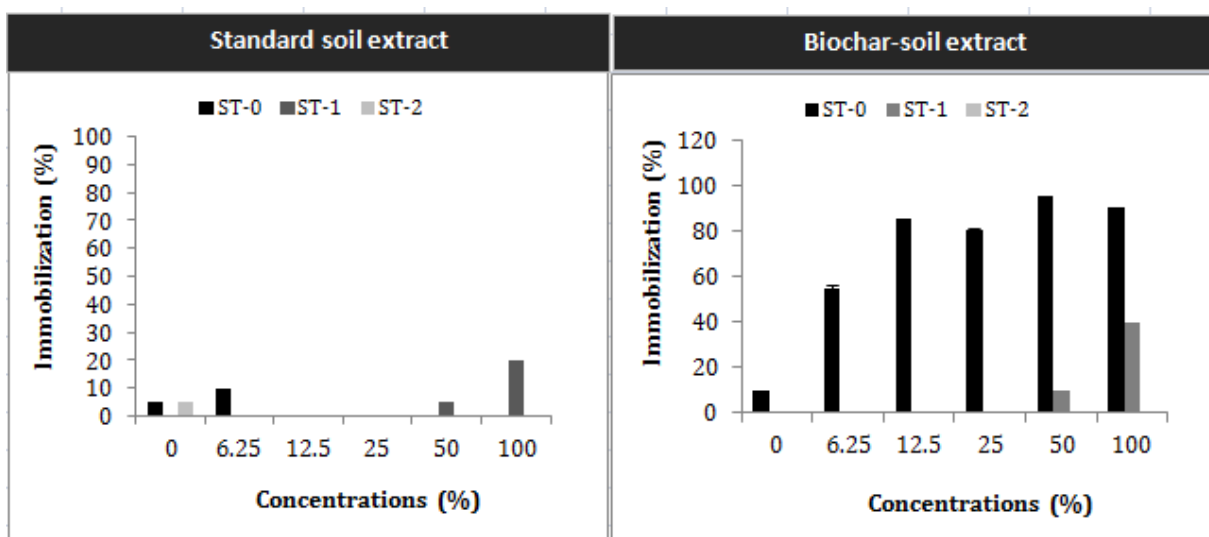 Standard soil extract
ST-0 ST-1 ST-2
Immobilization (%)
100
90
80
70
60
50
40
30
20
10
0
0 6.25 12.5 25 50 100
Concentrations (%)
Biochar-soil extract
ST-0 ST-1 ST-2
Immobilization (%)
120
100
80
60
40
20
0
0 6.25 12.5 25 50 100
Concentrations (%)